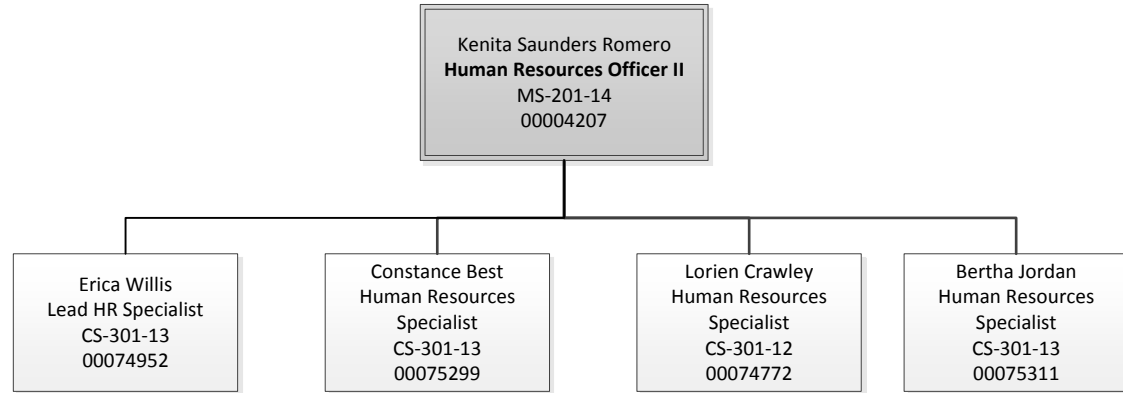 Kenita Saunders Romero
Human Resources Officer II
MS-201-14
00004207
Erica Willis
Lead HR Specialist
CS-301-13
00074952
Constance Best
Human Resources
Specialist
CS-301-13
00075299
Lorien Crawley
Human Resources
Specialist
CS-301-12
00074772
Bertha Jordan
Human Resources
Specialist
CS-301-13
00075311